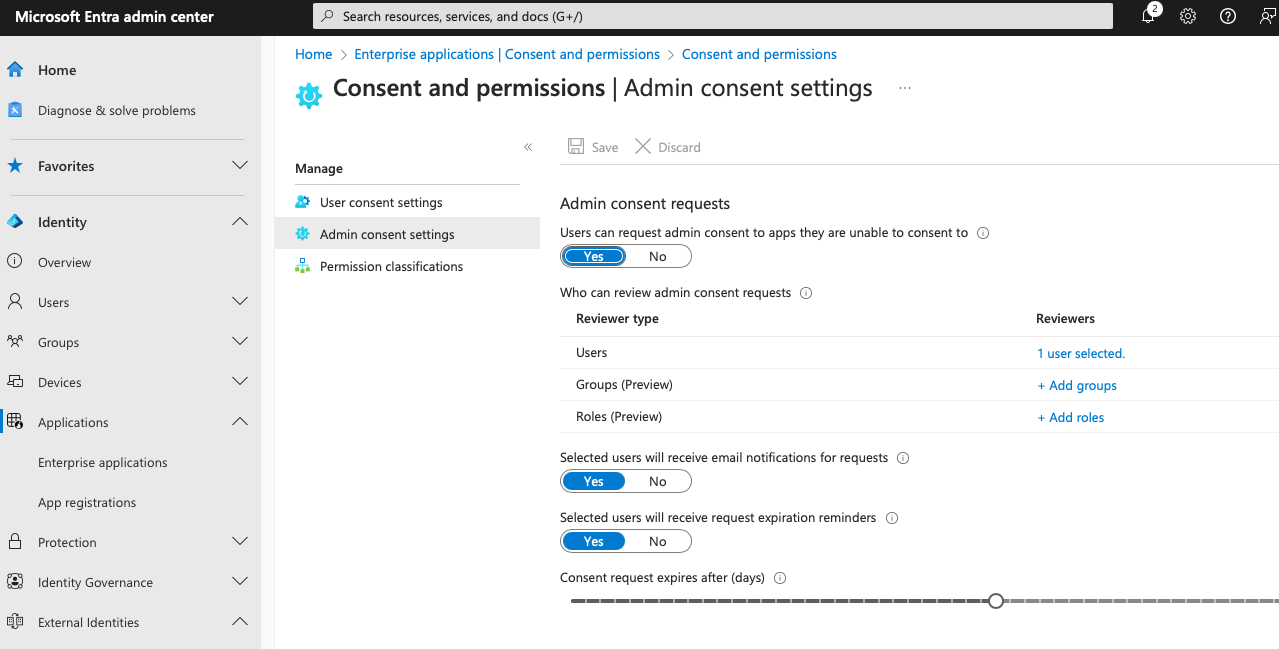 Microsoft Entra admin center
Search resources, services, and docs (G+/)
2
Home
Diagnose & solve problems
Favorites
Identity
Overview
Users
Groups
Devices
Applications
Enterprise applications
App registrations
Protection
Identity Governance
External Identities
Home > Enterprise applications | Consent and permissions > Consent and permissions
Consent and permissions | Admin consent settings ...
«
Manage
User consent settings
Admin consent settings
Permission classifications
Save Discard
Admin consent requests
Users can request admin consent to apps they are unable to consent to
Yes No
Who can review admin consent requests
Reviewer type Reviewers
Users 1 user selected.
Groups (Preview) + Add groups
Roles (Preview) + Add roles
Selected users will receive email notifications for requests
Yes No
Selected users will receive request expiration reminders
Yes No
Consent request expires after (days)